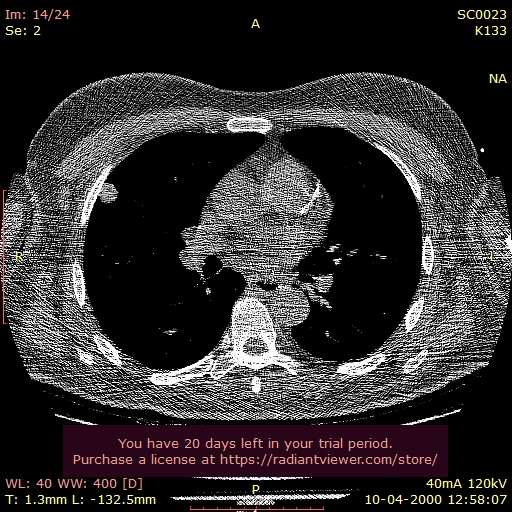 Im: 14/24
Se: 2
A
SC0023
K133
NA
R
L
You have 20 days left in your trial period.
Purchase a license at https://radiantviewer.com/store/
WL: 40 WW: 400 [D]
T: 1.3mm L: -132.5mm
P
40mA 120kV
10-04-2000 12:58:07